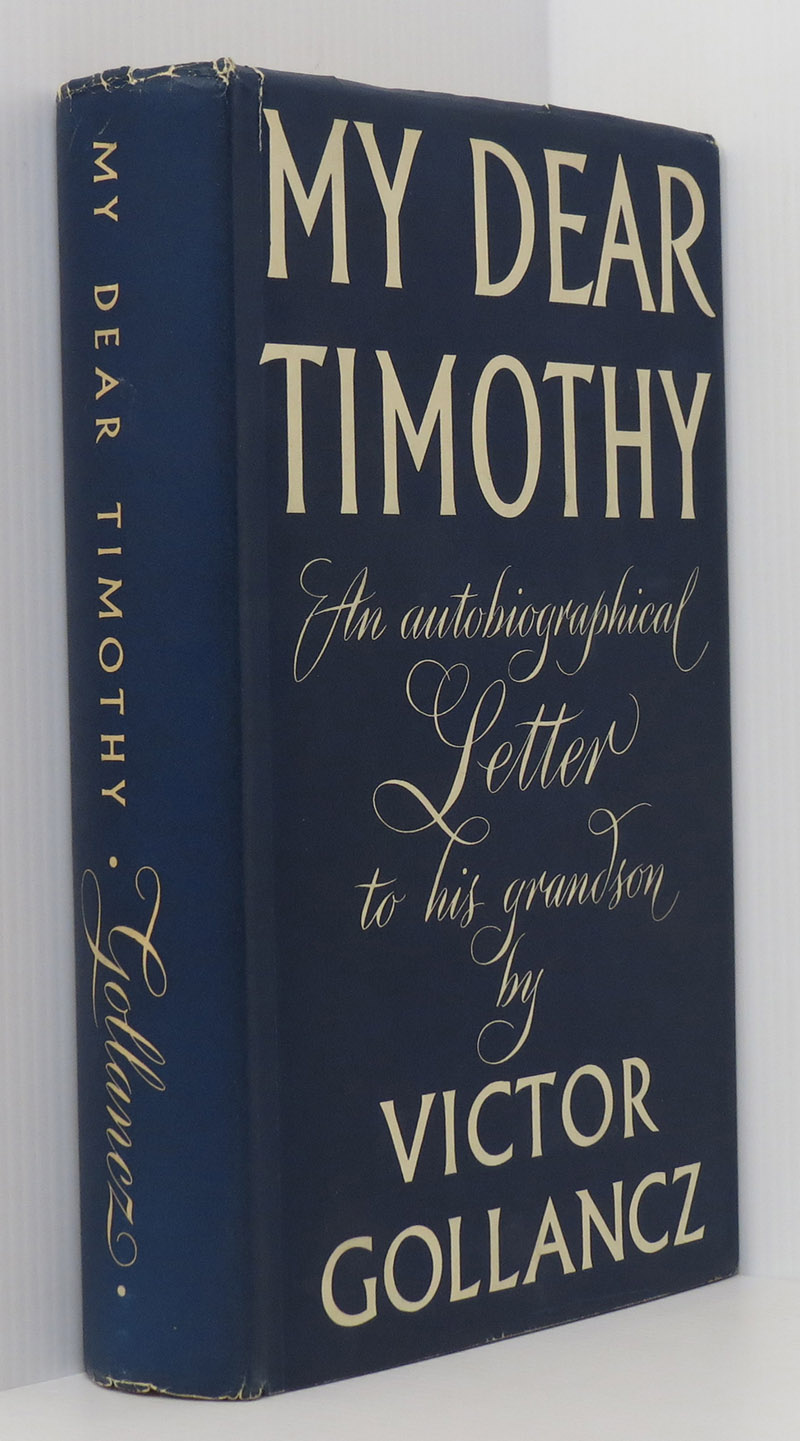 MY DEAR TIMOTHY · Gollancz ·
MY DEAR
TIMOTHY
An autobiographical
Letter
to his grandson
by
VICTOR
GOLLANCZ